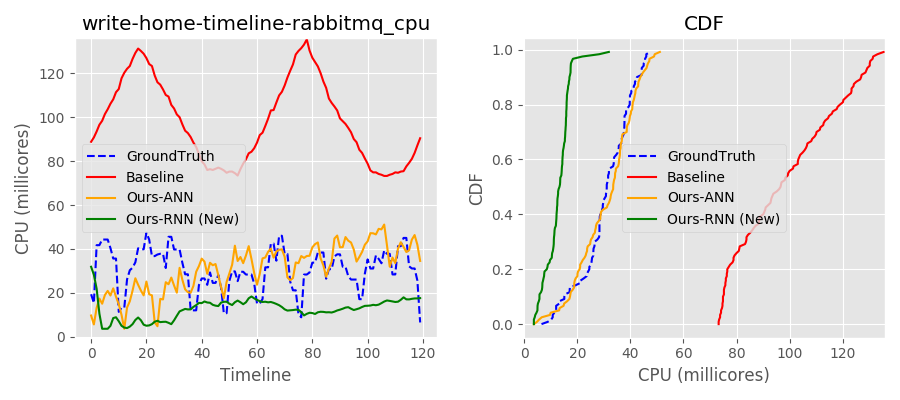 write-home-timeline-rabbitmq_cpu
CPU (millicores)
120
100
80
60
40
20
0
GroundTruth
Baseline
Ours-ANN
Ours-RNN (New)
0 20 40 60 80 100 120
Timeline
CDF
CDF
1.0
0.8
0.6
0.4
0.2
0.0
GroundTruth
Baseline
Ours-ANN
Ours-RNN (New)
0 20 40 60 80 100 120
CPU (millicores)